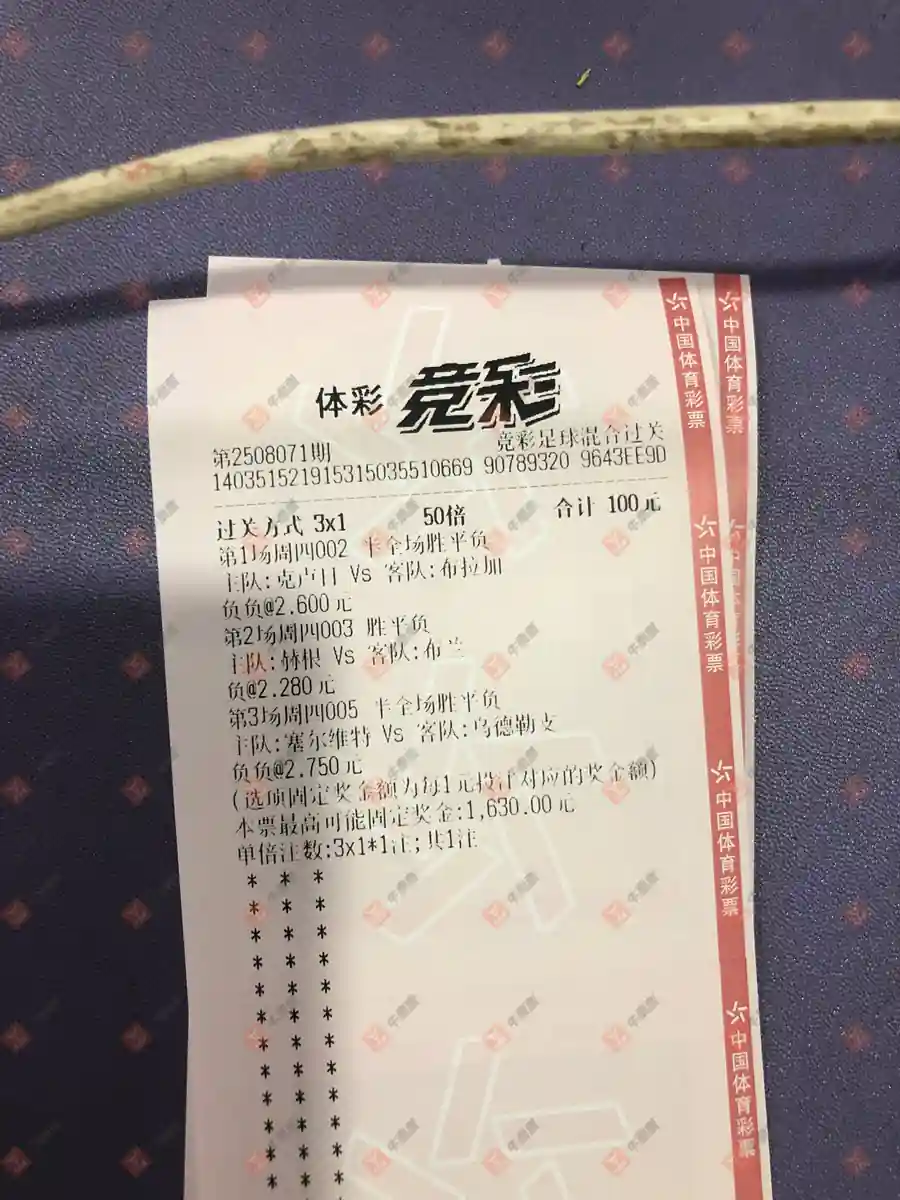 体彩 竞彩
竞彩足球混合过关
第2508071期
140351521915315035510669 90789320 9643EE9D
过关方式 3x1 50倍 合计 100元
第1场周四002 半全场胜平负
主队:克卢日 Vs 客队:布拉加
负负@2.600元
第2场周四003 胜平负
主队:赫根 Vs 客队:布兰
负@2.280元
第3场周四005 半全场胜平负
主队:塞尔维特 Vs 客队:乌德勒支
负负@2.750元
(选项固定奖金额为每1元投注对应的奖金额)
本票最高可能固定奖金:1,630.00元
单倍注数:3x1*1注;共1注
* * *
* * *
* * *
* * *
* * *
* * *
* * *
* * *
* * *
* * *
* * *
* * *
中国体育彩票
中国体育彩票
中国体育彩票
中国体育彩票
中国体育彩票